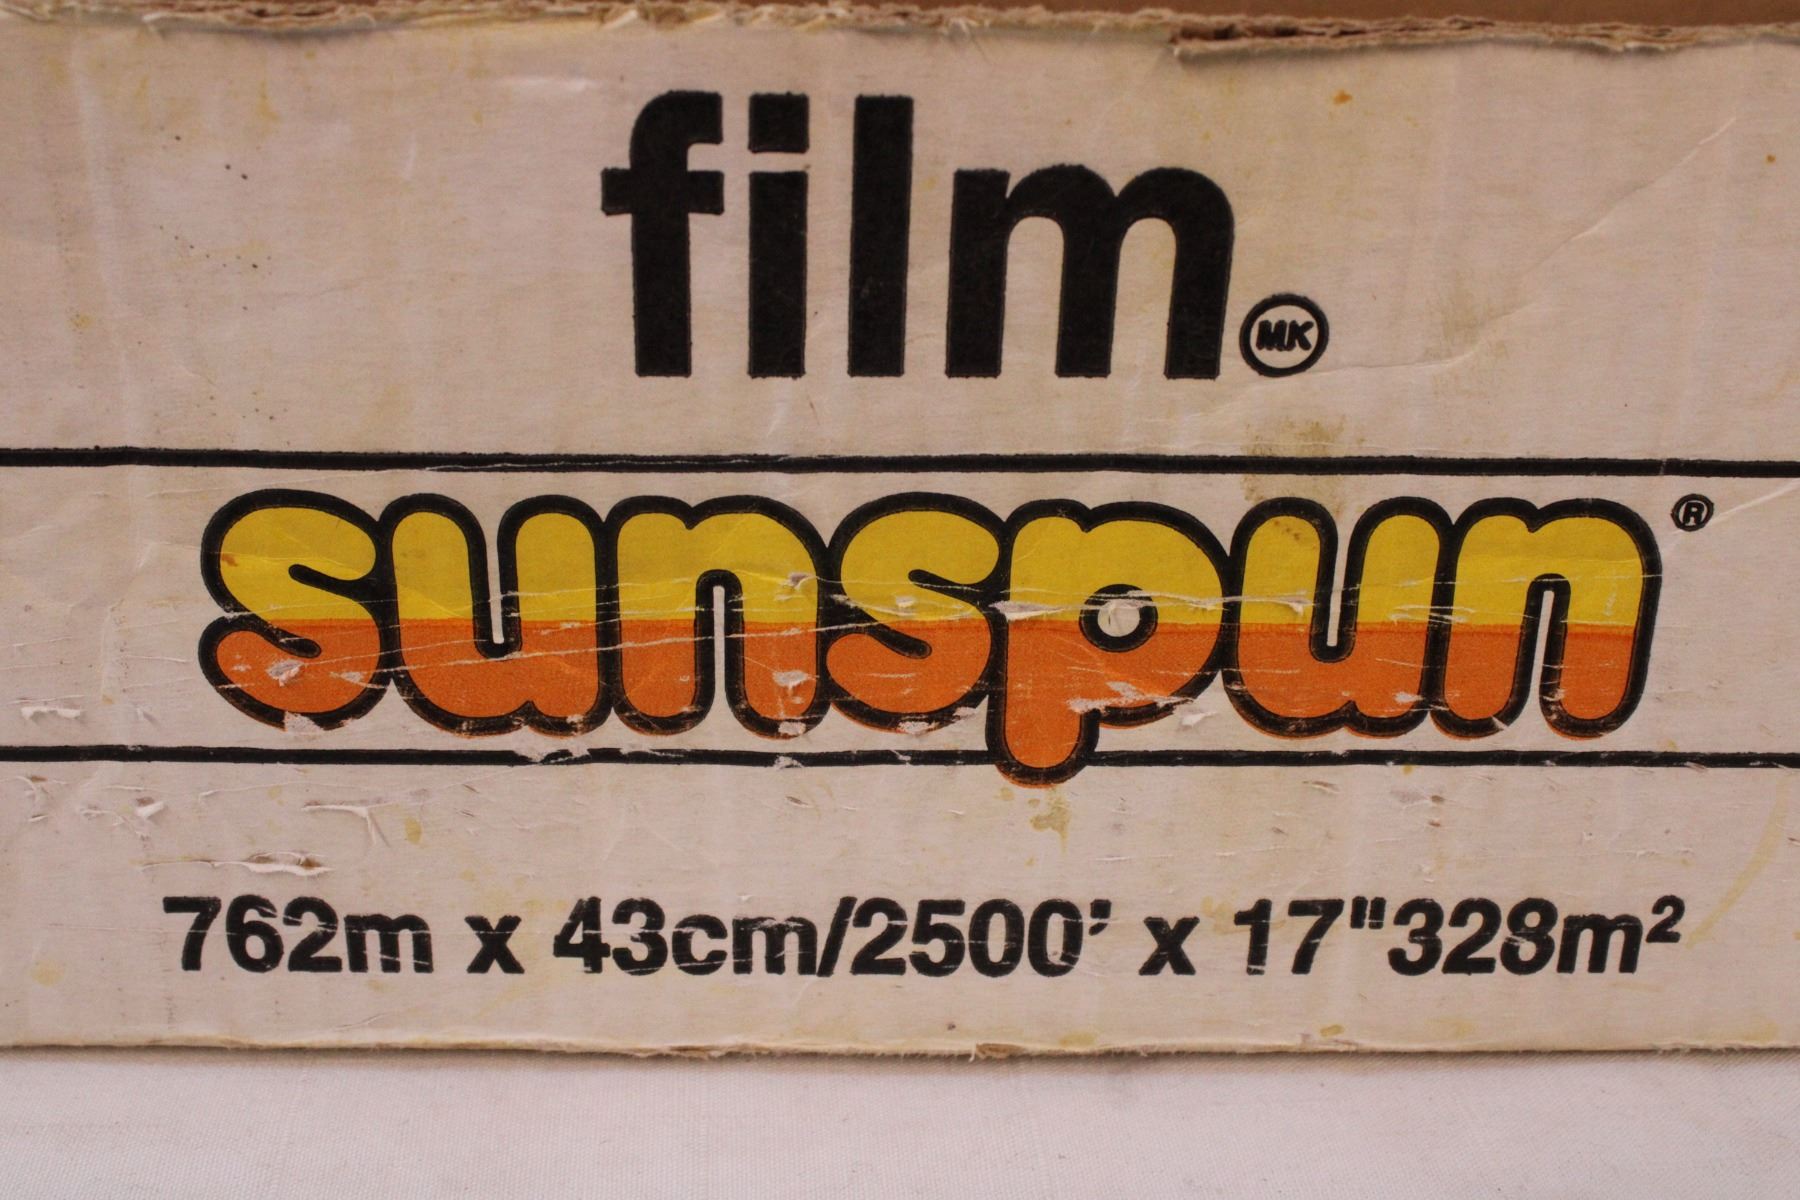 film MK
sunspun ®
762m x 43cm/2500' x 17"328m²